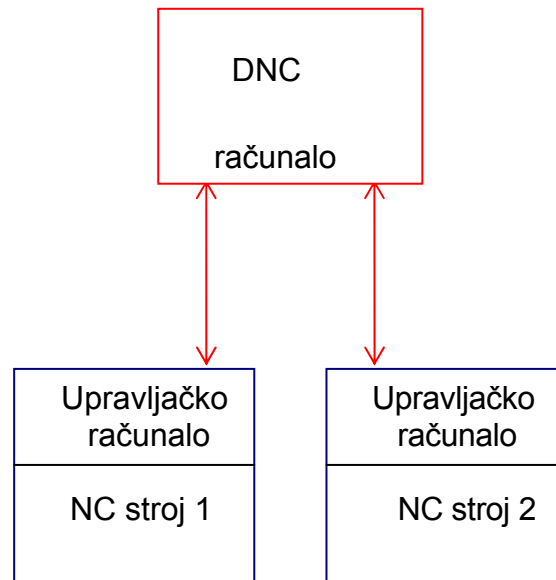 DNC
računalo
Upravljačko
računalo
NC stroj 1
Upravljačko
računalo
NC stroj 2